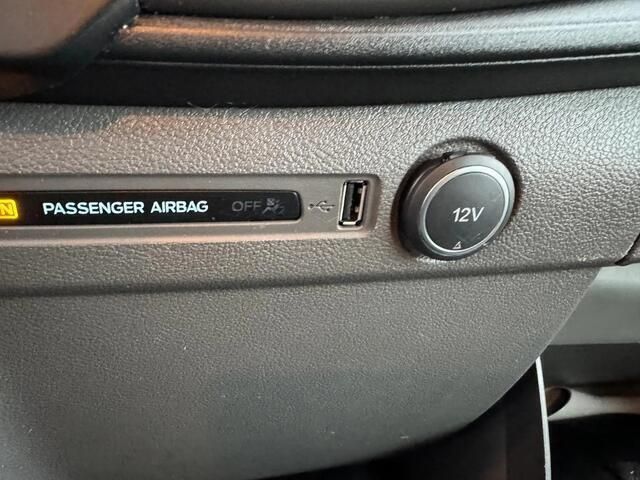 N PASSENGER AIRBAG OFF
12V